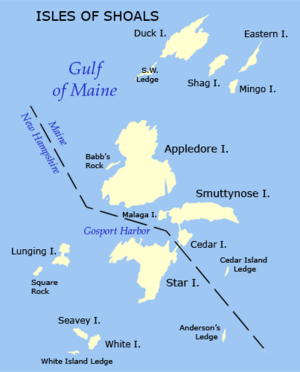 ISLES OF SHOALS
Duck I.
Eastern I.
Gulf
of Maine
S.W.
Ledge
Shag I.
Mingo I.
Maine
New Hampshire
Babb's
Rock
Appledore I.
Smuttynose I.
Malaga I.
Gosport Harbor
Cedar I.
Lunging I.
Star I.
Cedar Island
Ledge
Square
Rock
Seavey I.
White I.
White Island Ledge
Anderson's
Ledge